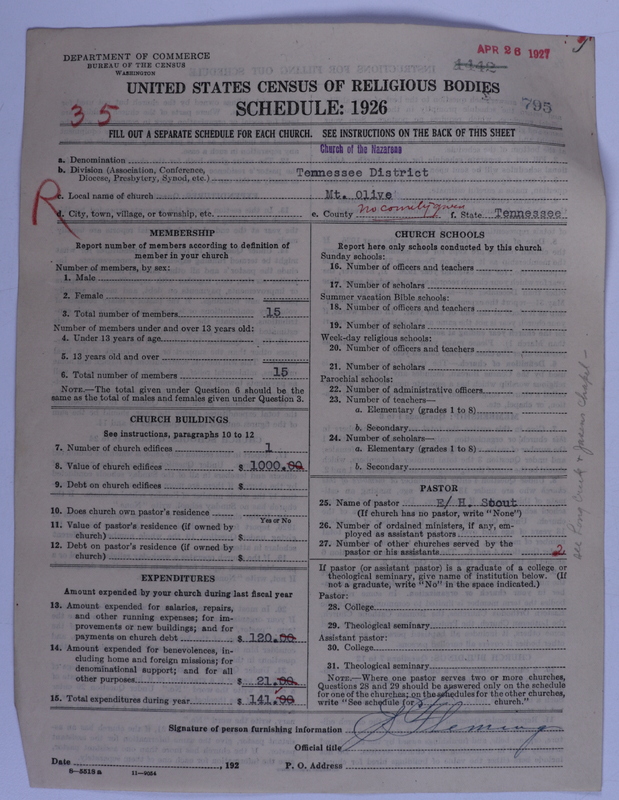 DEPARTMENT OF COMMERCE
BUREAU OF THE CENSUS
WASHINGTON
APR 26 1927
1142
UNITED STATES CENSUS OF RELIGIOUS BODIES
SCHEDULE: 1926
795
35
FILL OUT A SEPARATE SCHEDULE FOR EACH CHURCH. SEE INSTRUCTIONS ON THE BACK OF THIS SHEET
a. Denomination Church of the Nazarene
b. Division (Association, Conference, Diocese, Presbytery, Synod, etc.) Tennessee District
R
c. Local name of church Mt. Olive
d. City, town, village, or township, etc. e. County no county given f. State Tennessee
MEMBERSHIP
Report number of members according to definition of
member in your church
Number of members, by sex:
1. Male
2. Female
3. Total number of members 15
Number of members under and over 13 years old:
4. Under 13 years of age
5. 13 years old and over
6. Total number of members 15
NOTE.—The total given under Question 6 should be
same as the total of males and females given under Question 3.
CHURCH BUILDINGS
See instructions, paragraphs 10 to 12
7. Number of church edifices 1
8. Value of church edifices $ 1000.00
9. Debt on church edifices $
10. Does church own pastor's residence
Yes or No
11. Value of pastor's residence (if owned by
church) $
12. Debt on pastor's residence (if owned by
church) $
EXPENDITURES
Amount expended by your church during last fiscal year
13. Amount expended for salaries, repairs,
and other running expenses; for im-
provements or new buildings; and for
payments on church debt $ 120.00
14. Amount expended for benevolences, in-
cluding home and foreign missions; for
denominational support; and for all
other purposes $ 21.00
15. Total expenditures during year $ 141.00
CHURCH SCHOOLS
Report here only schools conducted by this church
Sunday schools:
16. Number of officers and teachers
17. Number of scholars
Summer vacation Bible schools:
18. Number of officers and teachers
19. Number of scholars
Week-day religious schools:
20. Number of officers and teachers
21. Number of scholars
Parochial schools:
22. Number of administrative officers
23. Number of teachers—
a. Elementary (grades 1 to 8)
b. Secondary
24. Number of scholars—
a. Elementary (grades 1 to 8)
b. Secondary
PASTOR
25. Name of pastor E/ H. Stout
(If church has no pastor, write "None")
26. Number of ordained ministers, if any, em-
ployed as assistant pastors
27. Number of other churches served by the
pastor or his assistants 2
If pastor (or assistant pastor) is a graduate of a college or
theological seminary, give name of institution below. (If
not a graduate, write "No" in the space indicated.)
Pastor:
28. College
29. Theological seminary
Assistant pastor:
30. College
31. Theological seminary
NOTE.—Where one pastor serves two or more churches,
Questions 28 and 29 should be answered only on the schedule
for one of the churches; on the schedules for the other churches,
write "See schedule for church."
see Chapel—
Signature of person furnishing information Fleming
Official title
Date , 192 P. O. Address
8—5518a 11—9054